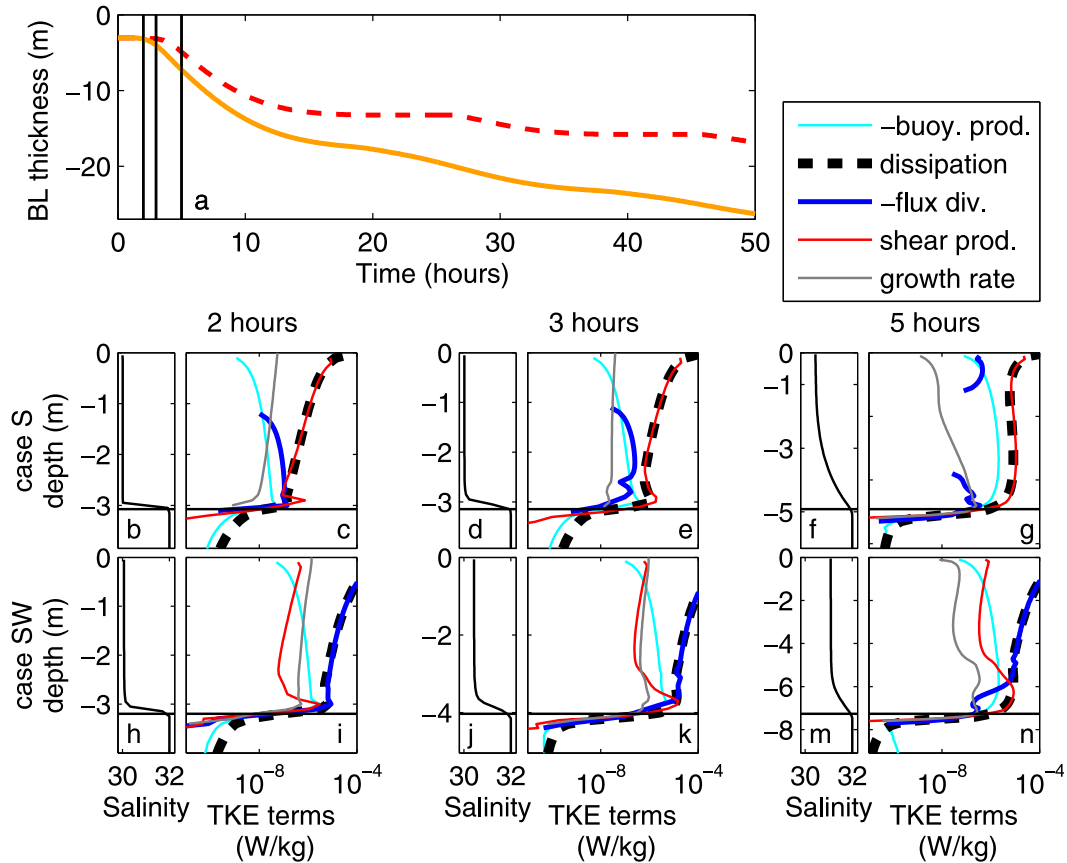 0
−10
−20
BL thickness (m)
a
0
10
20
30
40
50
Time (hours)
−buoy. prod.
dissipation
−flux div.
shear prod.
growth rate
2 hours
3 hours
5 hours
case S
depth (m)
0
−1
−2
−3
b
c
0
−1
−2
−3
d
e
0
−1
−3
−5
f
g
case SW
depth (m)
0
−1
−2
−3
h
i
0
−2
−4
j
k
0
−2
−4
−6
−8
m
n
30 32
Salinity
10⁻⁸ 10⁻⁴
TKE terms
(W/kg)
30 32
Salinity
10⁻⁸ 10⁻⁴
TKE terms
(W/kg)
30 32
Salinity
10⁻⁸ 10⁻⁴
TKE terms
(W/kg)